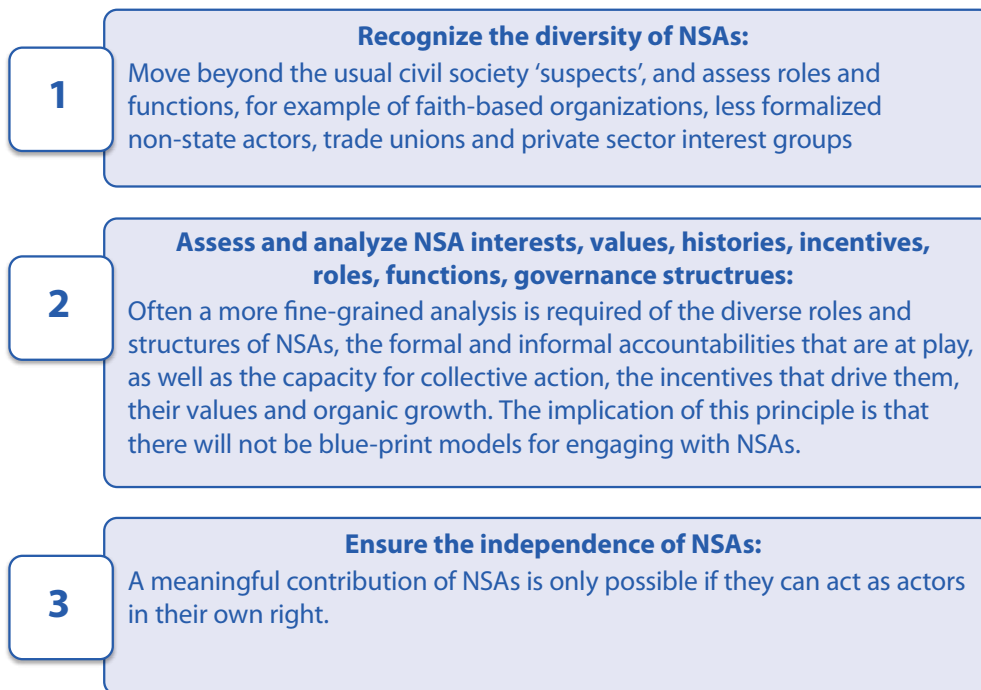 1
Recognize the diversity of NSAs:
Move beyond the usual civil society ‘suspects’, and assess roles and
functions, for example of faith-based organizations, less formalized
non-state actors, trade unions and private sector interest groups
2
Assess and analyze NSA interests, values, histories, incentives,
roles, functions, governance structrues:
Often a more fine-grained analysis is required of the diverse roles and
structures of NSAs, the formal and informal accountabilities that are at play,
as well as the capacity for collective action, the incentives that drive them,
their values and organic growth. The implication of this principle is that
there will not be blue-print models for engaging with NSAs.
3
Ensure the independence of NSAs:
A meaningful contribution of NSAs is only possible if they can act as actors
in their own right.